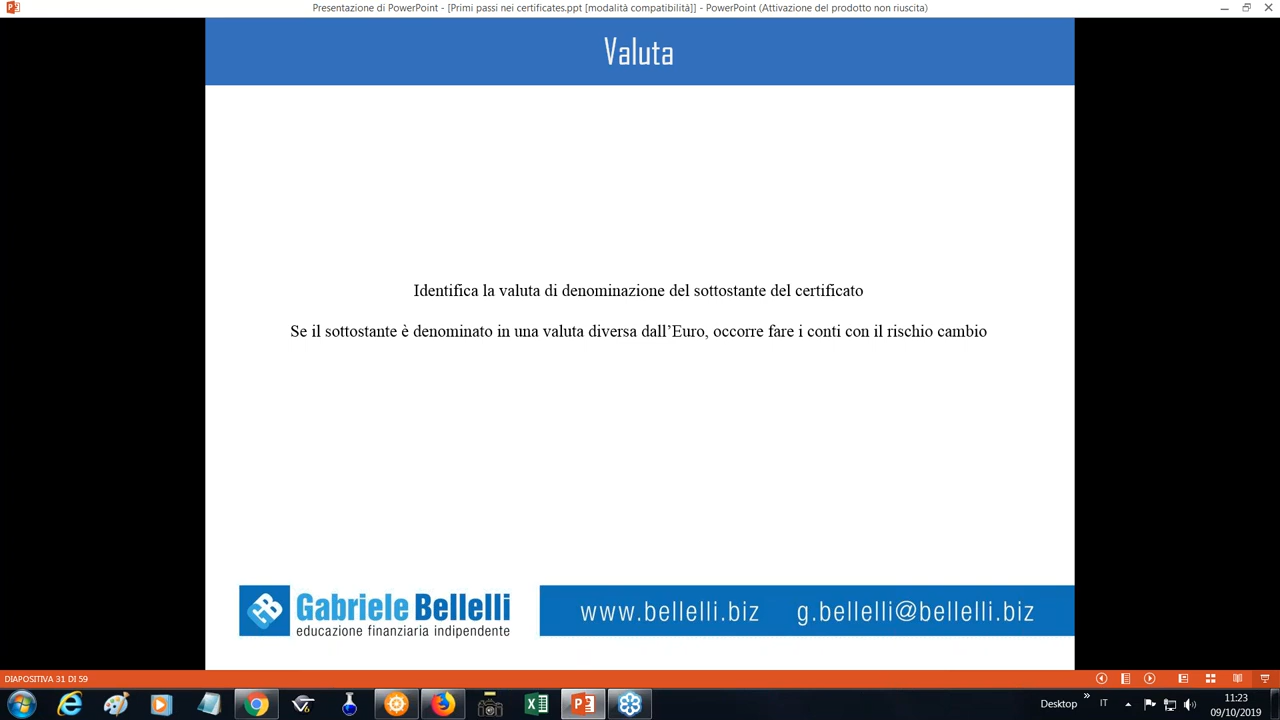 Presentazione di PowerPoint - [Primi passi nei certificates.ppt [modalità compatibilità]] - PowerPoint (Attivazione del prodotto non riuscita)
Valuta
Identifica la valuta di denominazione del sottostante del certificato
Se il sottostante è denominato in una valuta diversa dall’Euro, occorre fare i conti con il rischio cambio
Gabriele Bellelli
educazione finanziaria indipendente
www.bellelli.biz g.bellelli@bellelli.biz
DIAPOSITIVA 31 DI 59
Desktop
IT
11:23
09/10/2019